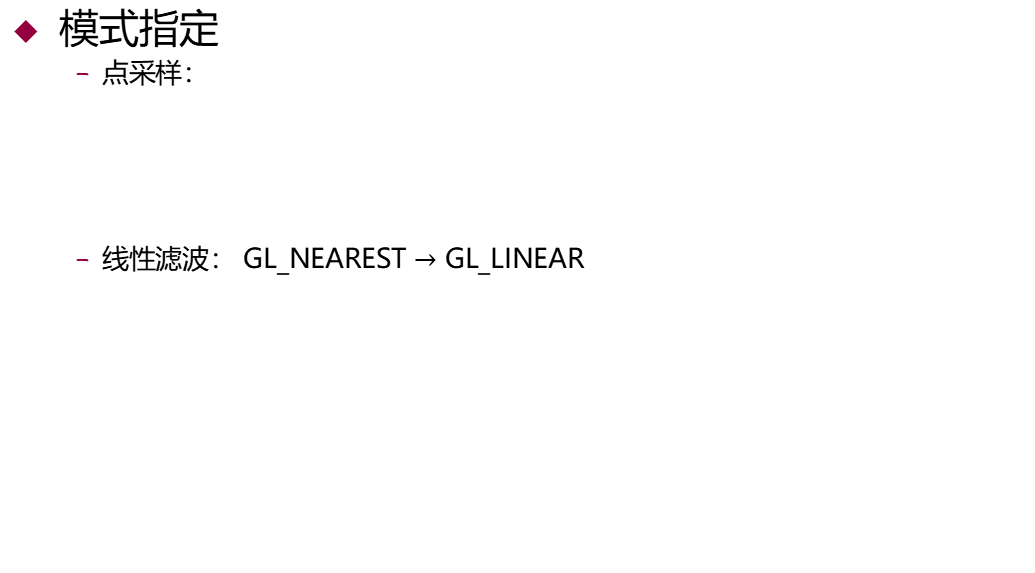 ◆ 模式指定
– 点采样：
– 线性滤波： GL_NEAREST → GL_LINEAR